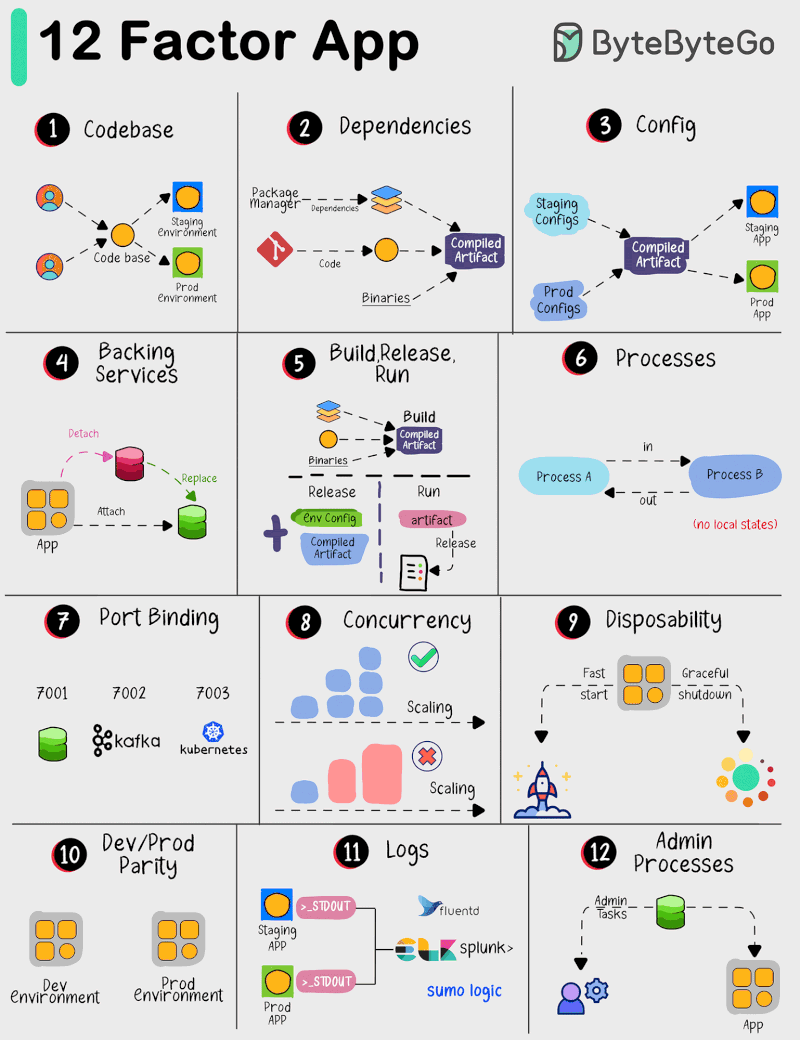 12 Factor App
ByteByteGo
1 Codebase
Staging
Environment
Code base
Prod
Environment
2 Dependencies
Package
Manager
Dependencies
Code
Compiled
Artifact
Binaries
3 Config
Staging
Configs
Compiled
Artifact
Staging
App
Prod
Configs
Prod
App
4 Backing
Services
Detach
Replace
Attach
App
5 Build,Release,
Run
Build
Compiled
Artifact
Binaries
Release
Run
env Config
artifact
Compiled
Artifact
Release
6 Processes
in
Process A
Process B
out
(no local states)
7 Port Binding
7001
7002
7003
kafka
kubernetes
8 Concurrency
Scaling
Scaling
9 Disposability
Fast
start
Graceful
shutdown
10 Dev/Prod
Parity
Dev
Environment
Prod
Environment
11 Logs
>_STDOUT
Staging
APP
fluentd
splunk>
>_STDOUT
Prod
APP
sumo logic
12 Admin
Processes
Admin
Tasks
App